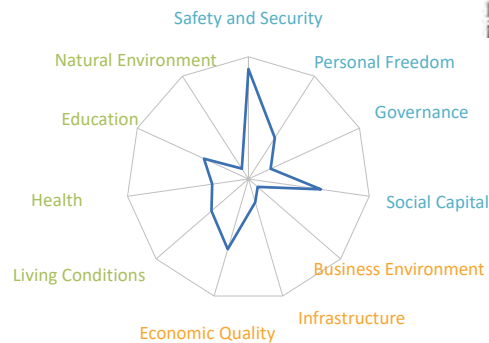 Safety and Security
Natural Environment
Personal Freedom
Governance
Education
Health
Social Capital
Living Conditions
Business Environment
Economic Quality
Infrastructure